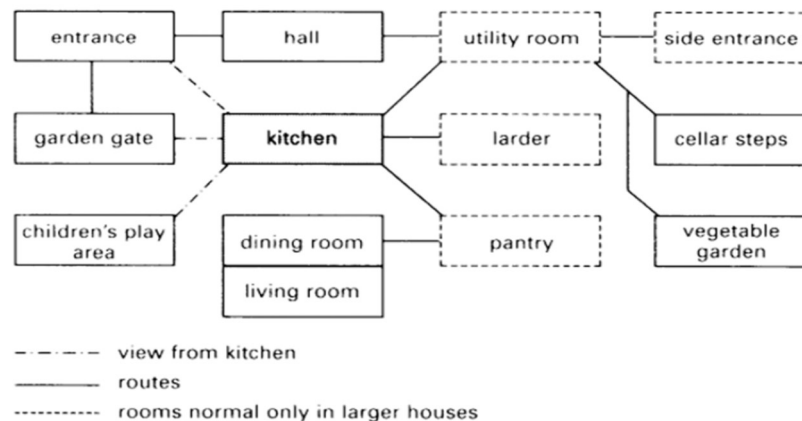 entrance
hall
utility room
side entrance
garden gate
kitchen
larder
cellar steps
children's play
area
dining room
pantry
vegetable
garden
living room
view from kitchen
routes
rooms normal only in larger houses